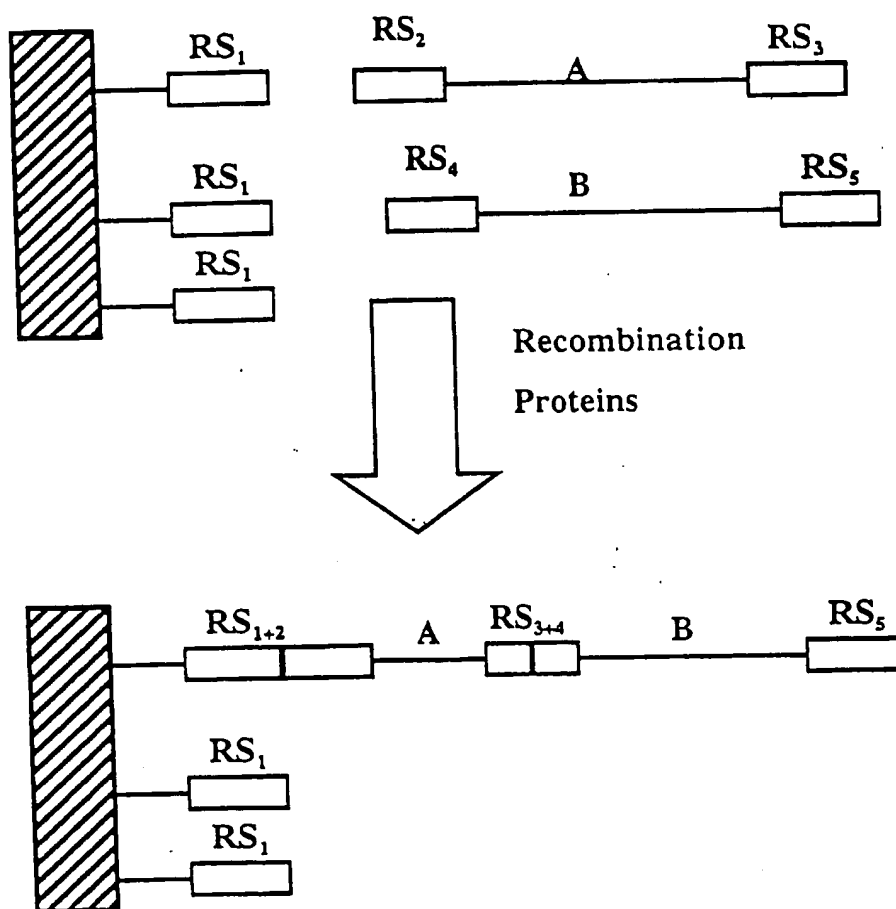 RS₁ RS₂ RS₃
A
RS₁ RS₄ B RS₅
RS₁
Recombination
Proteins
RS₁₊₂ A RS₃₊₄ B RS₅
RS₁
RS₁